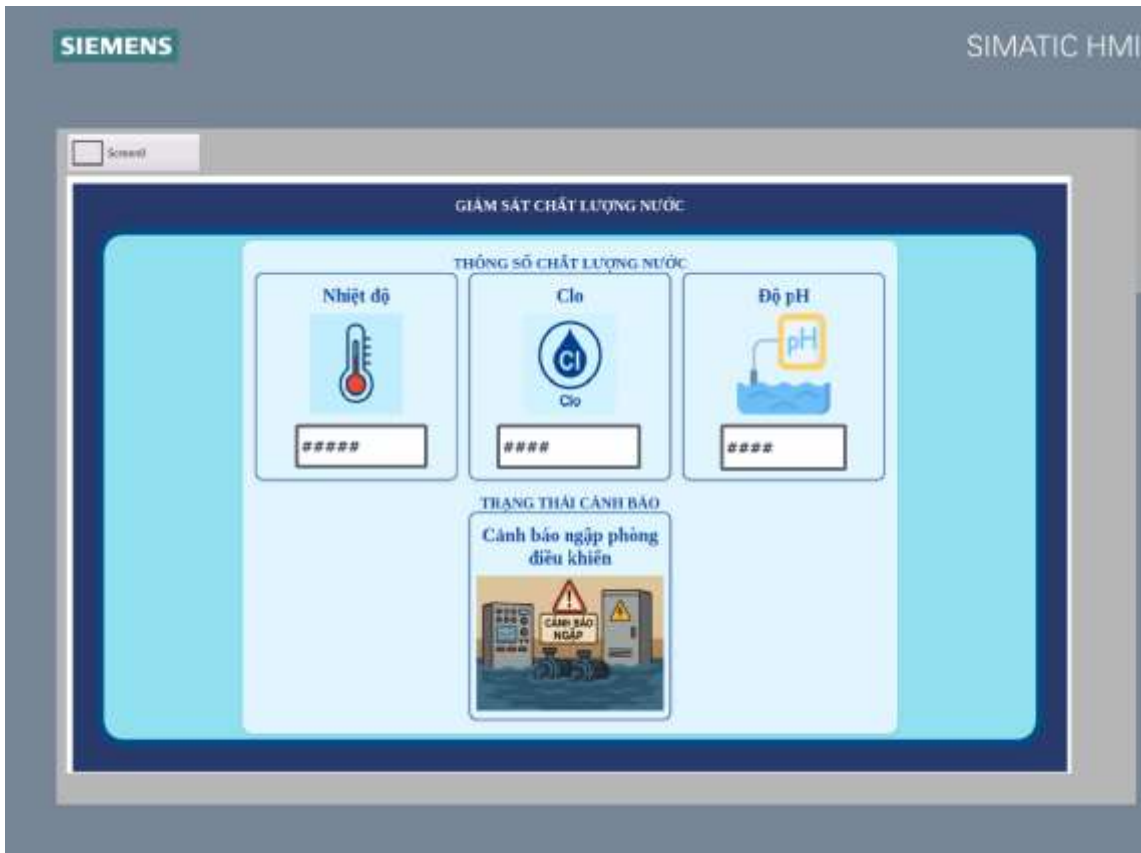 SIEMENS
SIMATIC HMI
GIÁM SÁT CHẤT LƯỢNG NƯỚC
THÔNG SỐ CHẤT LƯỢNG NƯỚC
Nhiệt độ
Clo
Độ pH
Cl
Clo
pH
#####
####
####
TRẠNG THÁI CẢNH BÁO
Cảnh báo ngập phòng
điều khiển
CẢNH BÁO
NGẬP